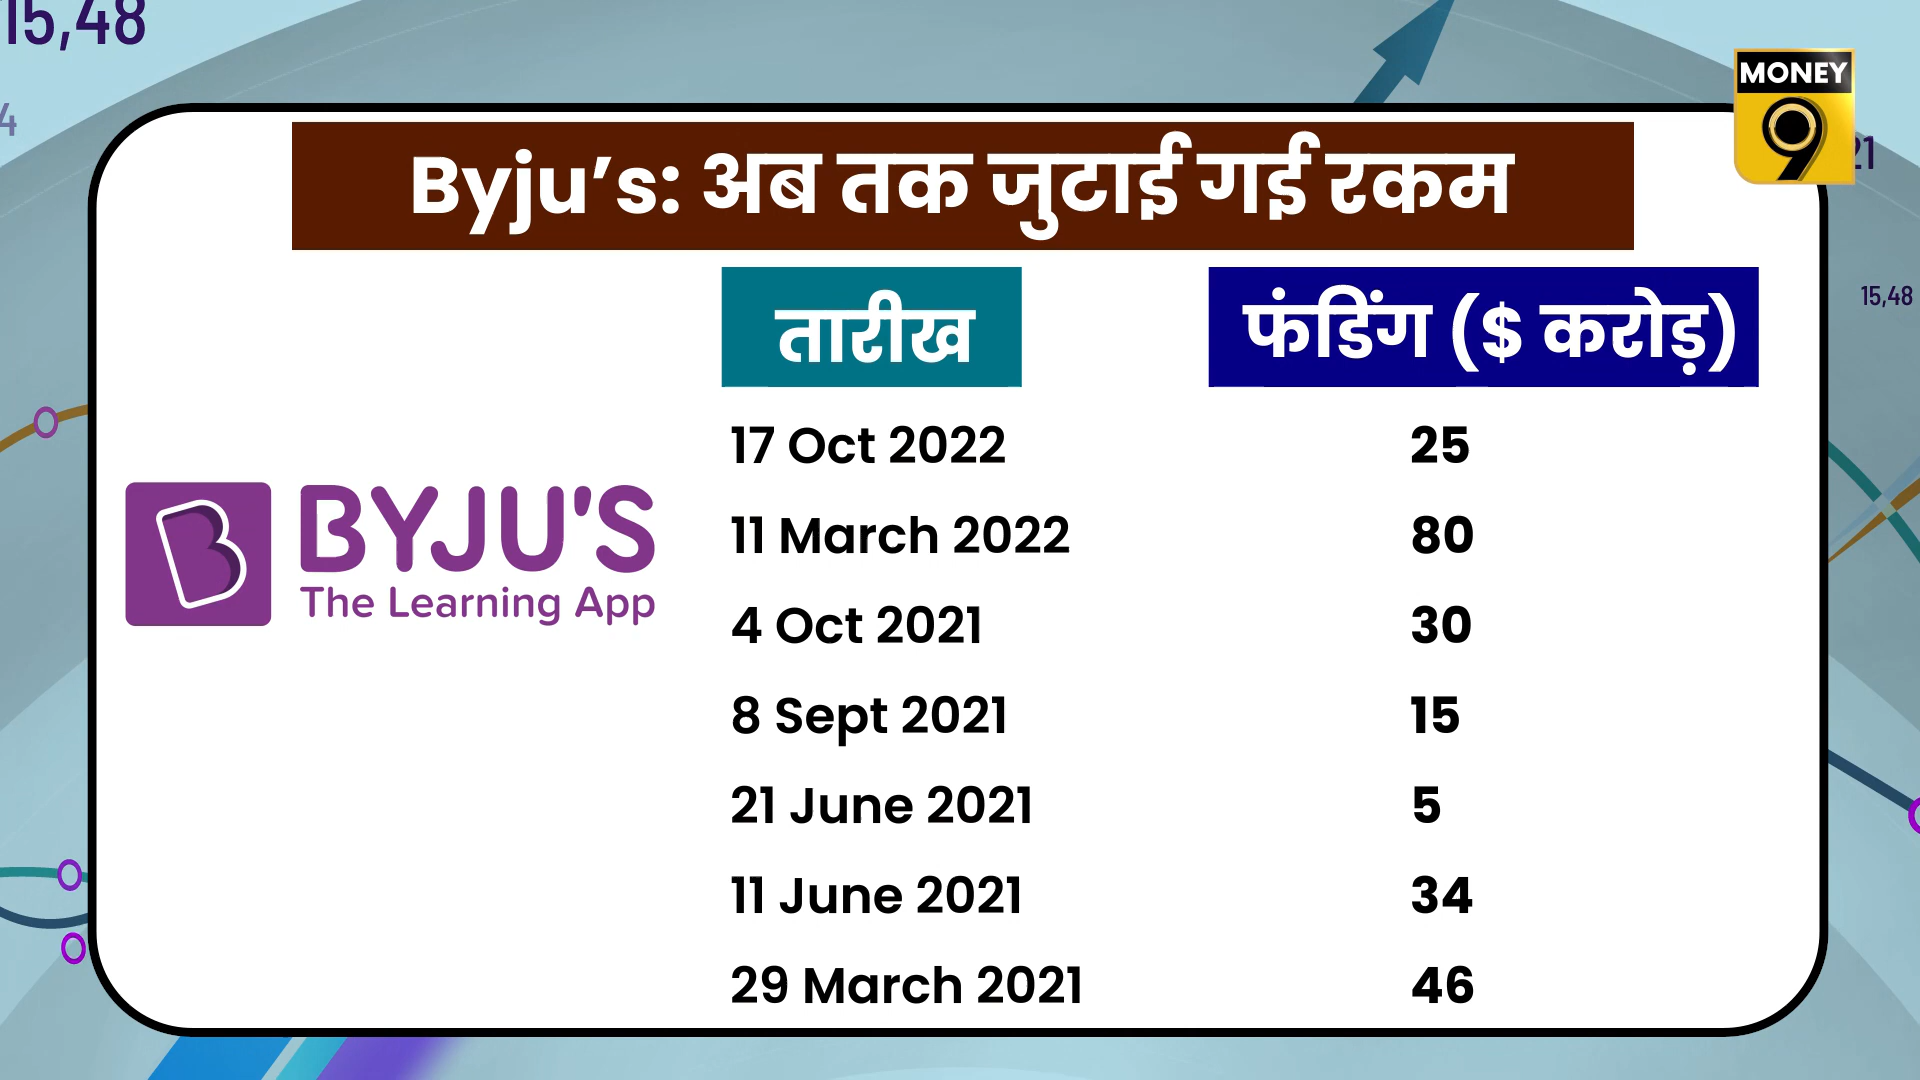 15,48
4
MONEY
9
21
Byju’s: अब तक जुटाई गई रकम
तारीख फंडिंग ($ करोड़)
15,48
17 Oct 2022 25
11 March 2022 80
4 Oct 2021 30
B BYJU'S
The Learning App
8 Sept 2021 15
21 June 2021 5
11 June 2021 34
29 March 2021 46